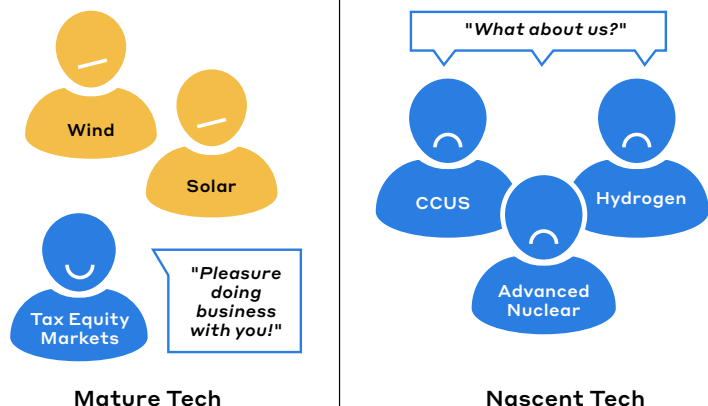 Wind
Solar
Tax Equity
Markets
"Pleasure
doing
business
with you!"
Mature Tech
"What about us?"
CCUS
Hydrogen
Advanced
Nuclear
Nascent Tech